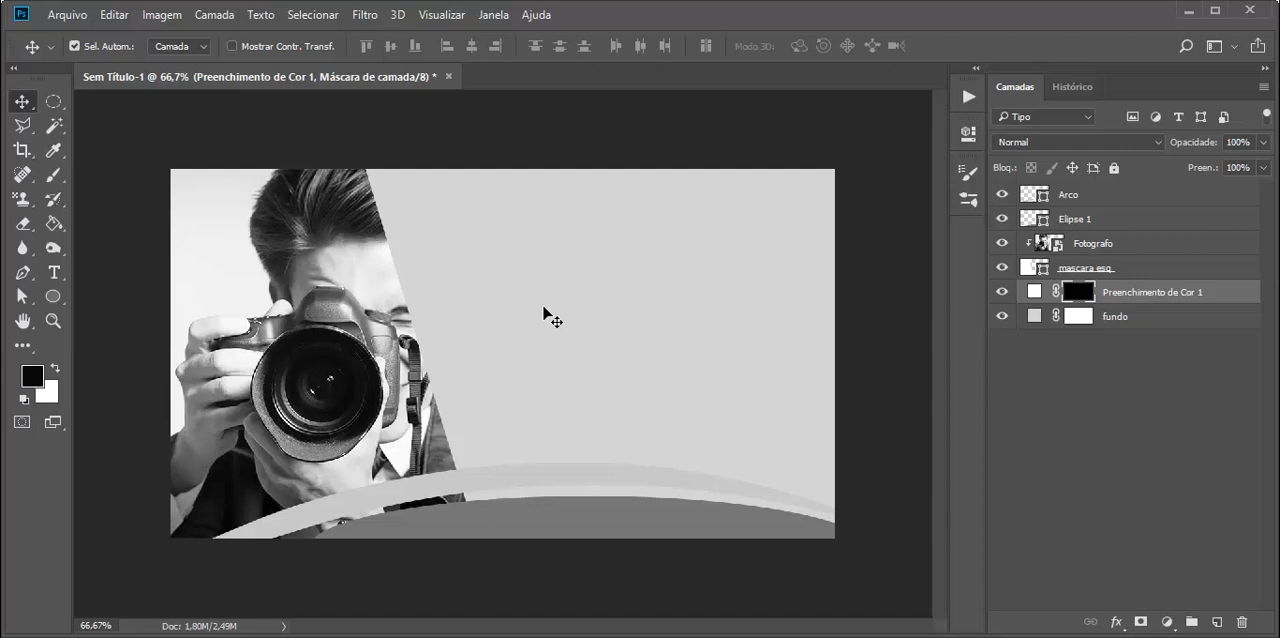 Ps Arquivo Editar Imagem Camada Texto Selecionar Filtro 3D Visualizar Janela Ajuda
Sel. Autom.: Camada Mostrar Contr. Transf. Modo 3D:
Sem Título-1 @ 66,7% (Preenchimento de Cor 1, Máscara de camada/8) *
Camadas Histórico
Tipo
Normal Opacidade: 100%
Bloq.: Preen.: 100%
Arco
Elipse 1
Fotografo
mascara esq
Preenchimento de Cor 1
fundo
66,67% Doc: 1,80M/2,49M